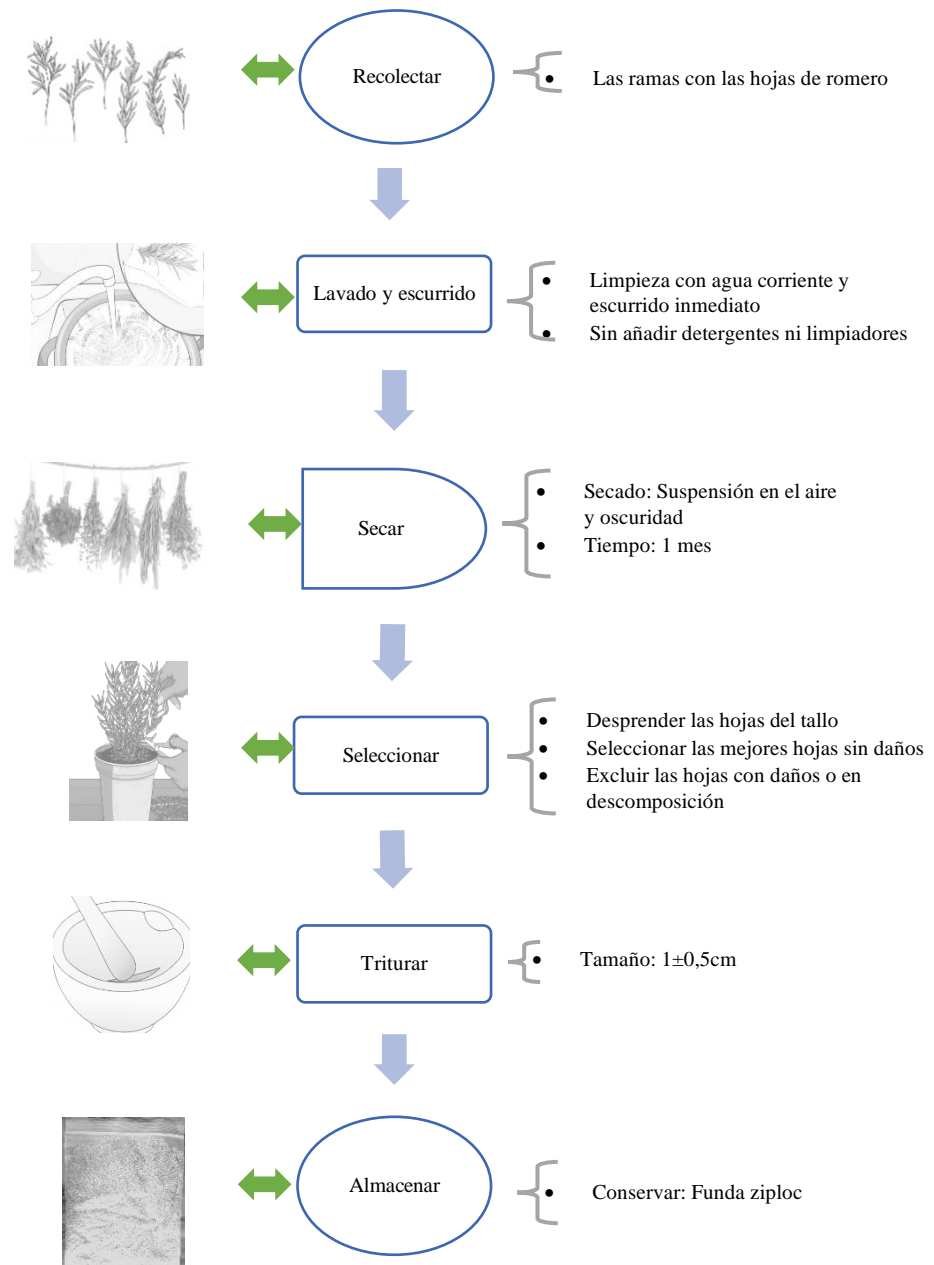 Recolectar
• Las ramas con las hojas de romero
Lavado y escurrido
• Limpieza con agua corriente y
escurrido inmediato
• Sin añadir detergentes ni limpiadores
Secar
• Secado: Suspensión en el aire
y oscuridad
• Tiempo: 1 mes
Seleccionar
• Desprender las hojas del tallo
• Seleccionar las mejores hojas sin daños
• Excluir las hojas con daños o en
descomposición
Triturar
• Tamaño: 1±0,5cm
Almacenar
• Conservar: Funda ziploc